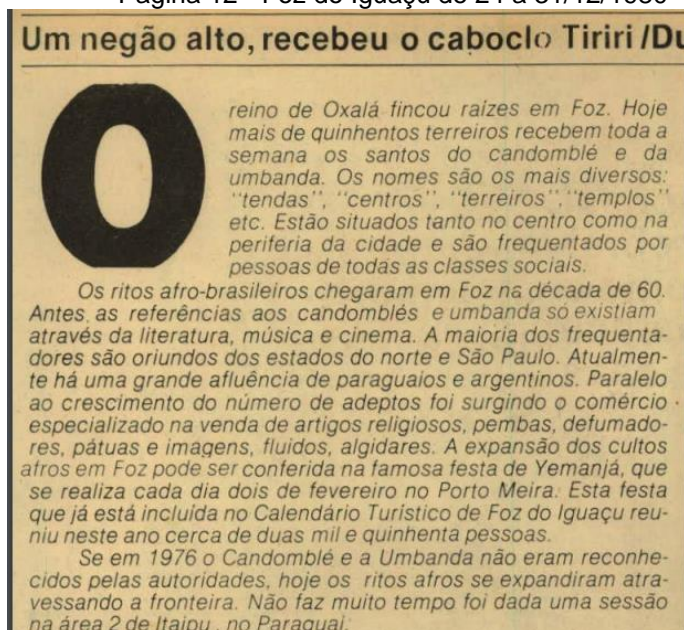 Um negão alto, recebeu o caboclo Tiriri /Du
O reino de Oxalá fincou raízes em Foz. Hoje
mais de quinhentos terreiros recebem toda a
semana os santos do candomblé e da
umbanda. Os nomes são os mais diversos:
"tendas", "centros", "terreiros", "templos"
etc. Estão situados tanto no centro como na
periferia da cidade e são frequentados por
pessoas de todas as classes sociais.
Os ritos afro-brasileiros chegaram em Foz na década de 60.
Antes as referências aos candomblés e umbanda só existiam
através da literatura, música e cinema. A maioria dos frequenta-
dores são oriundos dos estados do norte e São Paulo. Atualmen-
te há uma grande afluência de paraguaios e argentinos. Paralelo
ao crescimento do número de adeptos foi surgindo o comércio
especializado na venda de artigos religiosos, pembas, defumado-
res, pátuas e imagens, fluidos, algidares. A expansão dos cultos
afros em Foz pode ser conferida na famosa festa de Yemanjá, que
se realiza cada dia dois de fevereiro no Porto Meira. Esta festa
que já está incluída no Calendário Turístico de Foz do Iguaçu reu-
niu neste ano cerca de duas mil e quinhenta pessoas.
Se em 1976 o Candomblé e a Umbanda não eram reconhe-
cidos pelas autoridades, hoje os ritos afros se expandiram atra-
vessando a fronteira. Não faz muito tempo foi dada uma sessão
na área 2 de Itaipu, no Paraguai.